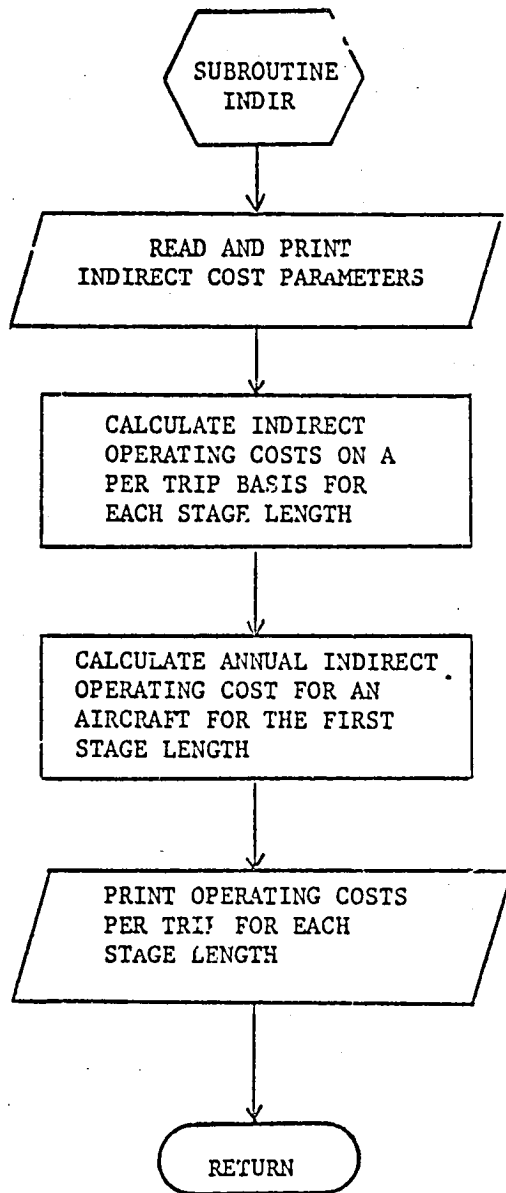 SUBROUTINE
INDIR
READ AND PRINT
INDIRECT COST PARAMETERS
CALCULATE INDIRECT
OPERATING COSTS ON A
PER TRIP BASIS FOR
EACH STAGE LENGTH
CALCULATE ANNUAL INDIRECT
OPERATING COST FOR AN
AIRCRAFT FOR THE FIRST
STAGE LENGTH
PRINT OPERATING COSTS
PER TRIP FOR EACH
STAGE LENGTH
RETURN